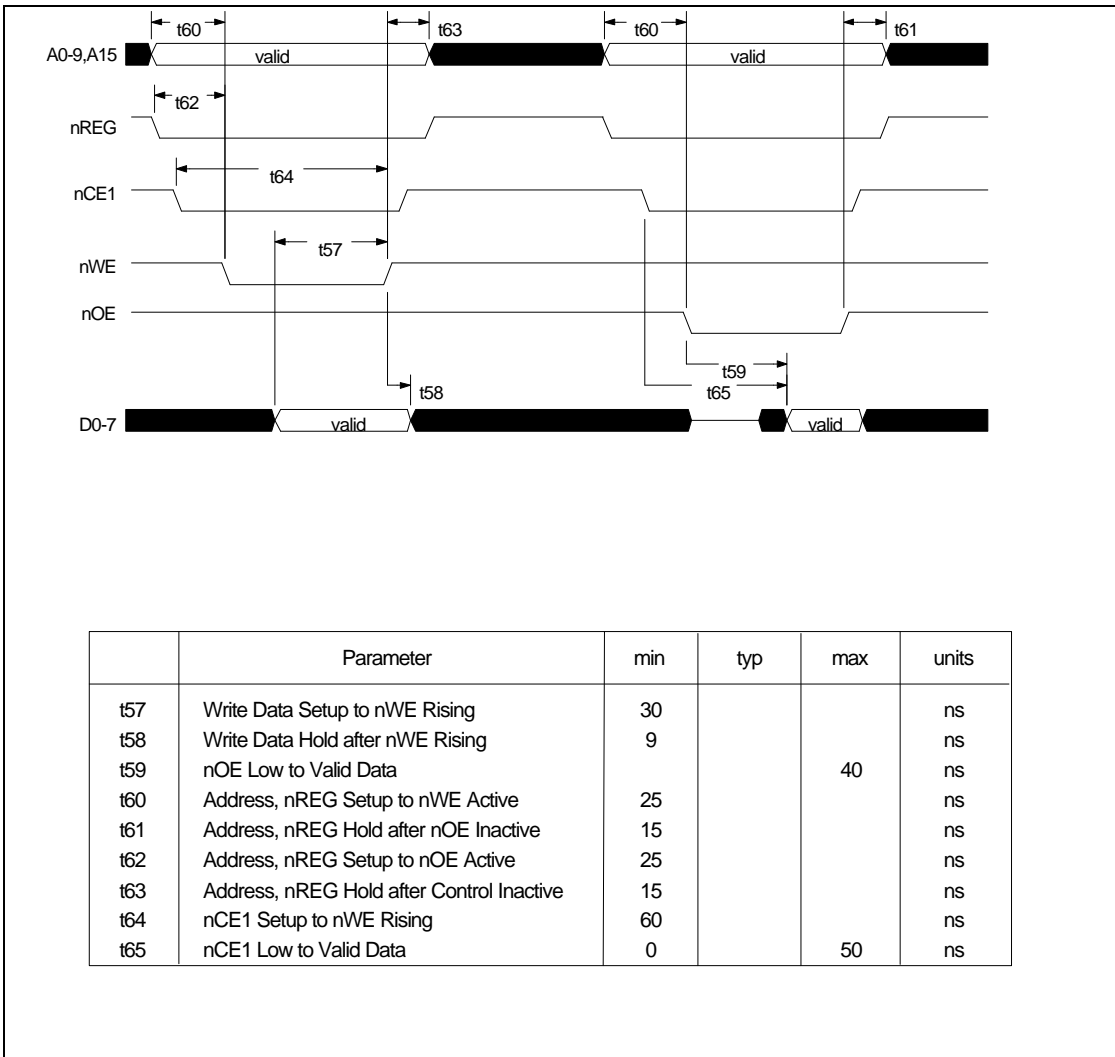 t60 t63 t60 t61
A0-9,A15 valid valid
t62
nREG
t64
nCE1
t57
nWE
nOE
t59
t58 t65
D0-7 valid valid
Parameter min typ max units
t57 Write Data Setup to nWE Rising 30 ns
t58 Write Data Hold after nWE Rising 9 ns
t59 nOE Low to Valid Data 40 ns
t60 Address, nREG Setup to nWE Active 25 ns
t61 Address, nREG Hold after nOE Inactive 15 ns
t62 Address, nREG Setup to nOE Active 25 ns
t63 Address, nREG Hold after Control Inactive 15 ns
t64 nCE1 Setup to nWE Rising 60 ns
t65 nCE1 Low to Valid Data 0 50 ns